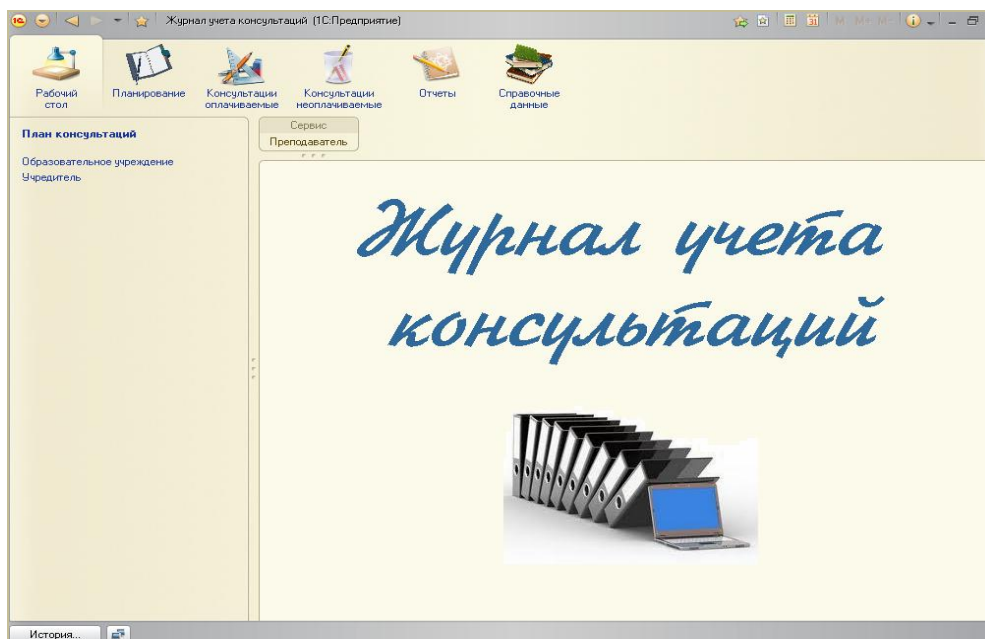 Журнал учета консультаций (1С:Предприятие)
31
M M+ M-
Рабочий
стол
Планирование
Консультации
оплачиваемые
Консультации
неоплачиваемые
Отчеты
Справочные
данные
План консультаций
Образовательное учреждение
Учредитель
Сервис
Преподаватель
Журнал учета
консультаций
История...